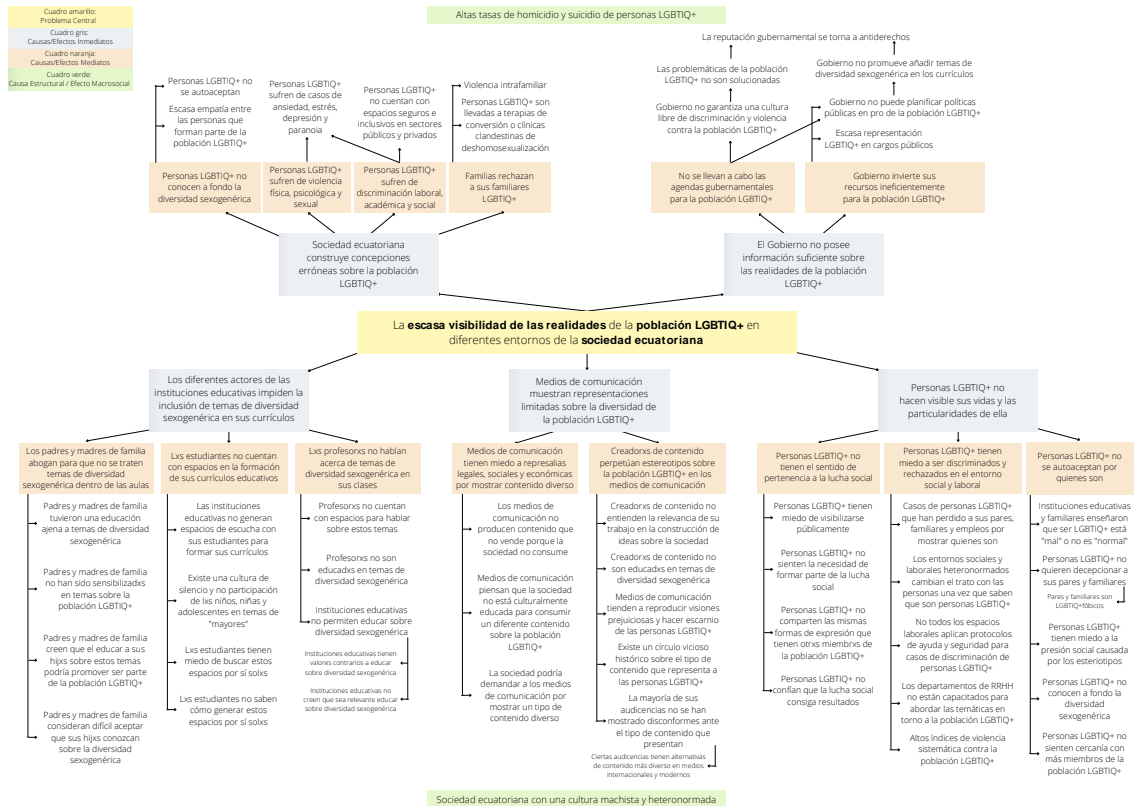 Cuadro amarillo:
Problema Central
Cuadro gris:
Causas/Efectos Inmediatos
Cuadro naranja:
Causas/Efectos Mediatos
Cuadro verde:
Causa Estructural / Efecto Macrosocial
Altas tasas de homicidio y suicidio de personas LGBTIQ+
Personas LGBTIQ+ no
se autoaceptan
Escasa empatía entre
las personas que
forman parte de la
población LGBTIQ+
Personas LGBTIQ+
sufren de casos de
ansiedad, estrés,
depresión y
paranoia
Personas LGBTIQ+
no cuentan con
espacios seguros e
inclusivos en sectores
públicos y privados
Violencia intrafamiliar
Personas LGBTIQ+ son
llevadas a terapias de
conversión o clínicas
clandestinas de
deshomosexualización
La reputación gubernamental se torna a antiderechos
Las problemáticas de la población
LGBTIQ+ no son solucionadas
Gobierno no garantiza una cultura
libre de discriminación y violencia
contra la población LGBTIQ+
Gobierno no promueve añadir temas de
diversidad sexogenérica en los currículos
Gobierno no puede planificar políticas
públicas en pro de la población LGBTIQ+
Escasa representación
LGBTIQ+ en cargos públicos
Personas LGBTIQ+ no
conocen a fondo la
diversidad sexogenérica
Personas LGBTIQ+
sufren de violencia
física, psicológica y
sexual
Personas LGBTIQ+
sufren de
discriminación laboral,
académica y social
Familias rechazan
a sus familiares
LGBTIQ+
No se llevan a cabo las
agendas gubernamentales
para la población LGBTIQ+
Gobierno invierte sus
recursos ineficientemente
para la población LGBTIQ+
Sociedad ecuatoriana
construye concepciones
erróneas sobre la población
LGBTIQ+
El Gobierno no posee
información suficiente sobre
las realidades de la población
LGBTIQ+
La escasa visibilidad de las realidades de la población LGBTIQ+ en
diferentes entornos de la sociedad ecuatoriana
Los diferentes actores de las
instituciones educativas impiden la
inclusión de temas de diversidad
sexogenérica en sus currículos
Medios de comunicación
muestran representaciones
limitadas sobre la diversidad de
la población LGBTIQ+
Personas LGBTIQ+ no
hacen visible sus vidas y las
particularidades de ella
Los padres y madres de familia
abogan para que no se traten
temas de diversidad
sexogenérica dentro de las aulas
Lxs estudiantes no cuentan
con espacios en la formación
de sus currículos educativos
Lxs profesorxs no hablan
acerca de temas de
diversidad sexogenérica en
sus clases
Medios de comunicación
tienen miedo a represalias
legales, sociales y económicas
por mostrar contenido diverso
Creadorxs de contenido
perpetúan estereotipos sobre
la población LGBTIQ+ en los
medios de comunicación
Personas LGBTIQ+ no
tienen el sentido de
pertenencia a la lucha social
Personas LGBTIQ+ tienen
miedo a ser discriminados y
rechazados en el entorno
social y laboral
Personas LGBTIQ+ no
se autoaceptan por
quienes son
Padres y madres de familia
tuvieron una educación
ajena a temas de diversidad
sexogenérica
Padres y madres de familia
no han sido sensibilizadxs
en temas sobre la
población LGBTIQ+
Padres y madres de familia
creen que el educar a sus
hijxs sobre estos temas
podría promover ser parte
de la población LGBTIQ+
Padres y madres de familia
consideran difícil aceptar
que sus hijxs conozcan
sobre la diversidad
sexogenérica
Las instituciones
educativas no generan
espacios de escucha con
sus estudiantes para
formar sus currículos
Existe una cultura de
silencio y no participación
de lxs niños, niñas y
adolescentes en temas de
"mayores"
Lxs estudiantes tienen
miedo de buscar estos
espacios por sí solxs
Lxs estudiantes no saben
cómo generar estos
espacios por sí solxs
Profesorxs no cuentan
con espacios para hablar
sobre estos temas
Profesorxs no son
educadxs en temas de
diversidad sexogenérica
Instituciones educativas
no permiten educar sobre
diversidad sexogenérica
Instituciones educativas tienen
valores contrarios a educar
sobre diversidad sexogenérica
Instituciones educativas no
creen que sea relevante educar
sobre diversidad sexogenérica
Los medios de
comunicación no
producen contenido que
no vende porque la
sociedad no consume
Medios de comunicación
piensan que la sociedad
no está culturalmente
educada para consumir
un diferente contenido
sobre la población
LGBTIQ+
La sociedad podría
demandar a los medios de
comunicación por
mostrar un tipo de
contenido diverso
Creadorxs de contenido no
entienden la relevancia de su
trabajo en la construcción de
ideas sobre la sociedad
Creadorxs de contenido no
son educadxs en temas de
diversidad sexogenérica
Medios de comunicación
tienden a reproducir visiones
prejuiciosas y hacer escarnio
de las personas LGBTIQ+
Existe un círculo vicioso
histórico sobre el tipo de
contenido que representa a
las personas LGBTIQ+
La mayoría de sus
audicencias no se han
mostrado disconformes ante
el tipo de contenido que
presentan
Ciertas audiciencias tienen alternativas
de contenido más diverso en medios
internacionales y modernos
Personas LGBTIQ+ tienen
miedo de visibilizarse
públicamente
Personas LGBTIQ+ no
sienten la necesidad de
formar parte de la lucha
social
Personas LGBTIQ+ no
comparten las mismas
formas de expresión que
tienen otrxs miembrxs de
la población LGBTIQ+
Personas LGBTIQ+ no
confían que la lucha social
consiga resultados
Casos de personas LGBTIQ+
que han perdido a sus pares,
familiares y empleos por
mostrar quienes son
Los entornos sociales y
laborales heteronormados
cambian el trato con las
personas una vez que saben
que son personas LGBTIQ+
No todos los espacios
laborales aplican protocolos
de ayuda y seguridad para
casos de discriminación de
personas LGBTIQ+
Los departamentos de RRHH
no están capacitados para
abordar las temáticas en
torno a la población LGBTIQ+
Altos índices de violencia
sistemática contra la
población LGBTIQ+
Instituciones educativas
y familiares enseñaron
que ser LGBTIQ+ está
"mal" o no es "normal"
Personas LGBTIQ+ no
quieren decepcionar a
sus pares y familiares
Pares y familiares son
LGBTIQ+fóbicos
Personas LGBTIQ+
tienen miedo a la
presión social causada
por los esteriotipos
Personas LGBTIQ+ no
conocen a fondo la
diversidad
sexogenérica
Personas LGBTIQ+ no
sienten cercanía con
más miembros de la
población LGBTIQ+
Sociedad ecuatoriana con una cultura machista y heteronormada